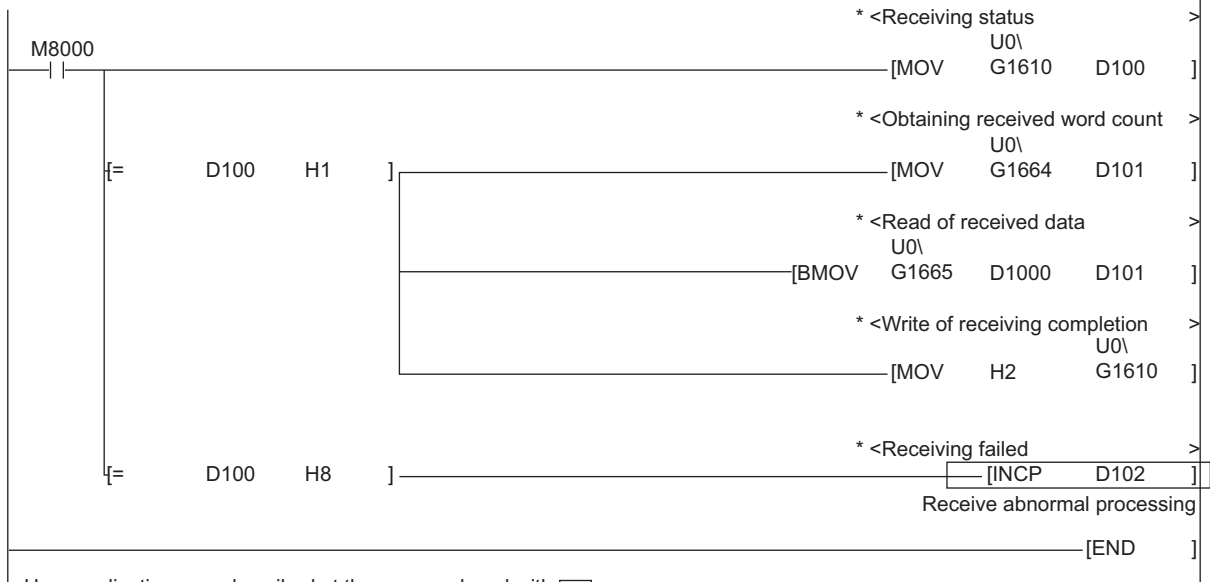 * <Receiving status >
M8000
U0\
[MOV G1610 D100 ]
* <Obtaining received word count >
U0\
[= D100 H1 ] [MOV G1664 D101 ]
* <Read of received data >
U0\
[BMOV G1665 D1000 D101 ]
* <Write of receiving completion >
U0\
[MOV H2 G1610 ]
* <Receiving failed >
[= D100 H8 ] [INCP D102 ]
Receive abnormal processing
[END ]